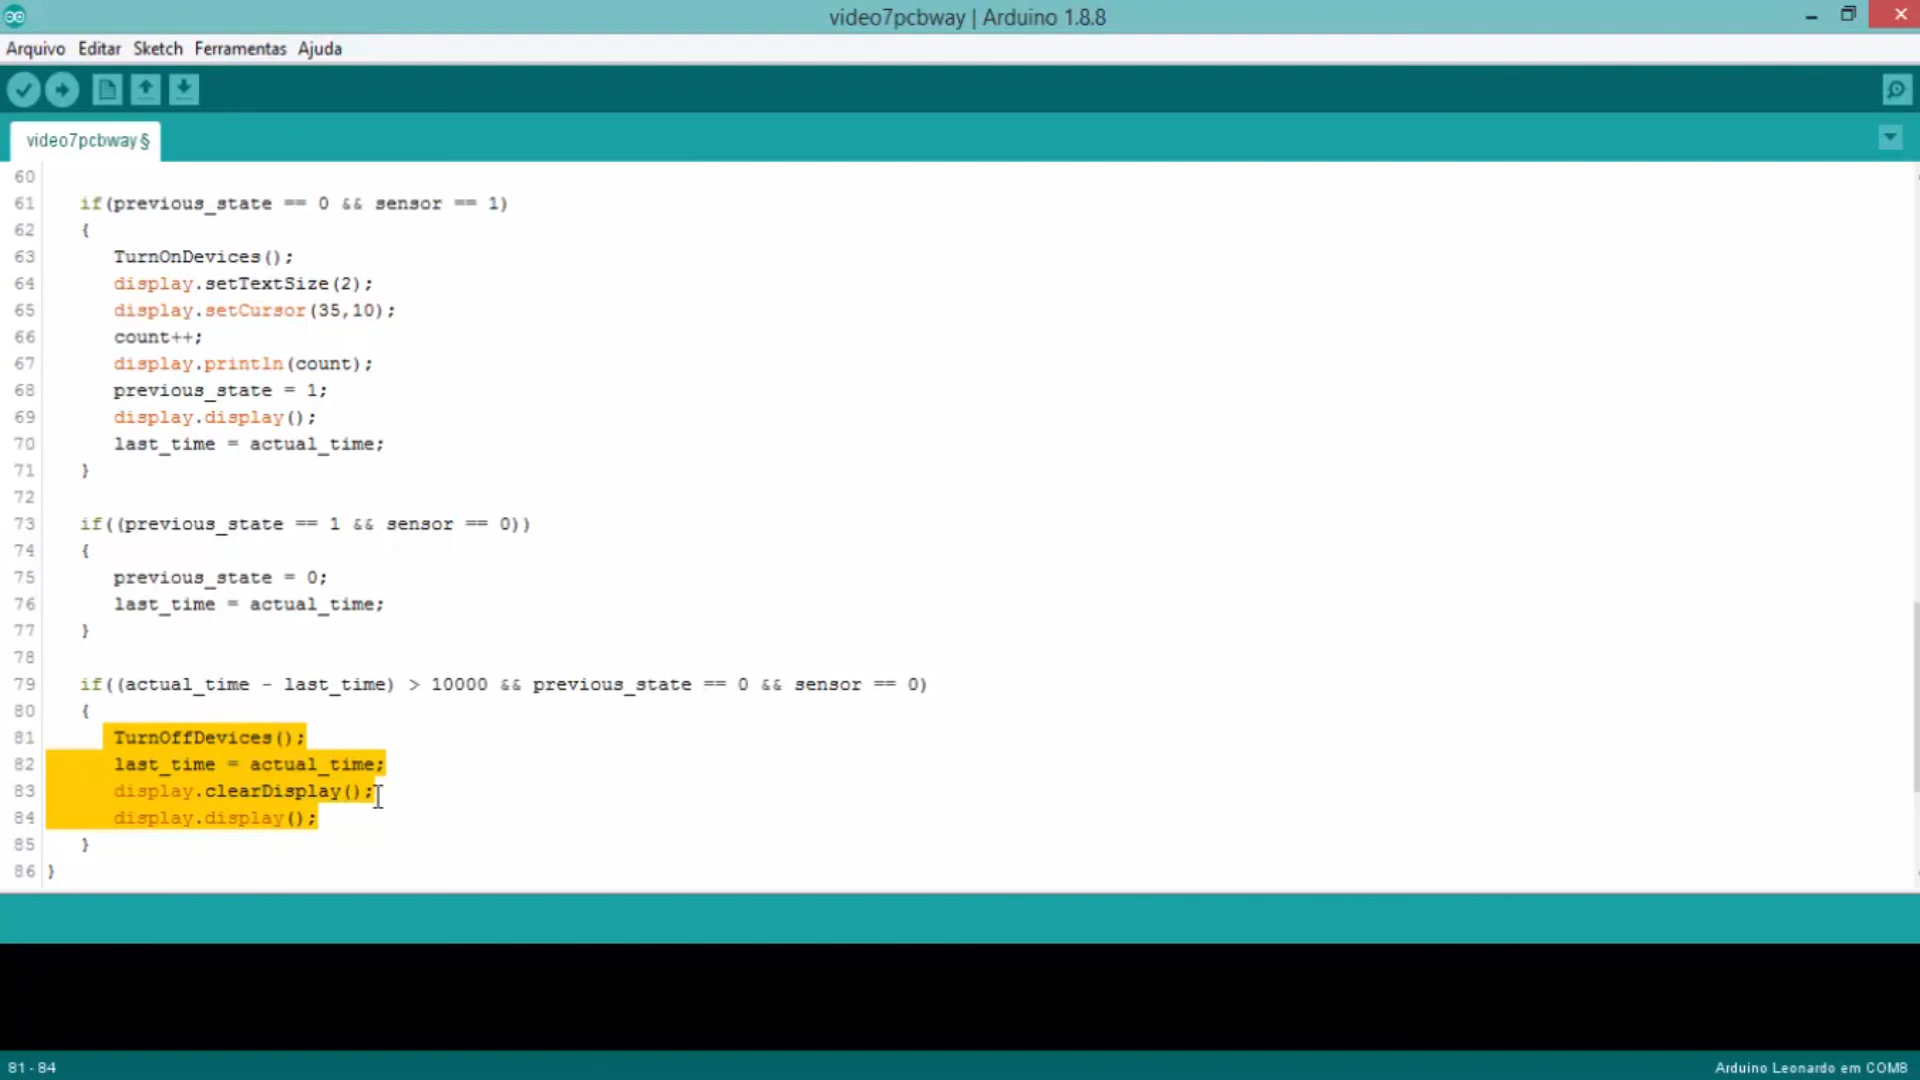 video7pcbway | Arduino 1.8.8
Arquivo Editar Sketch Ferramentas Ajuda
video7pcbway §
60
61 if(previous_state == 0 && sensor == 1)
62 {
63 TurnOnDevices();
64 display.setTextSize(2);
65 display.setCursor(35,10);
66 count++;
67 display.println(count);
68 previous_state = 1;
69 display.display();
70 last_time = actual_time;
71 }
72
73 if((previous_state == 1 && sensor == 0))
74 {
75 previous_state = 0;
76 last_time = actual_time;
77 }
78
79 if((actual_time - last_time) > 10000 && previous_state == 0 && sensor == 0)
80 {
81 TurnOffDevices();
82 last_time = actual_time;
83 display.clearDisplay();
84 display.display();
85 }
86 }
81 - 84
Arduino Leonardo em COM8